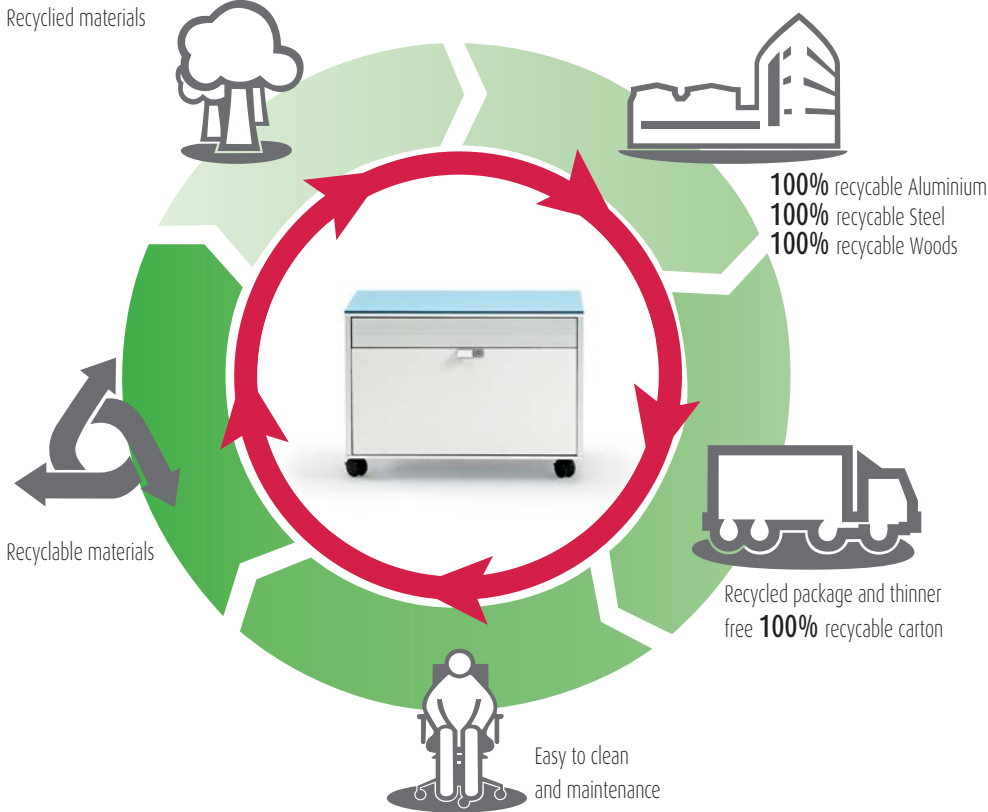 Recyclied materials
100% recycable Aluminium
100% recycable Steel
100% recycable Woods
Recycled package and thinner
free 100% recycable carton
Easy to clean
and maintenance
Recyclable materials